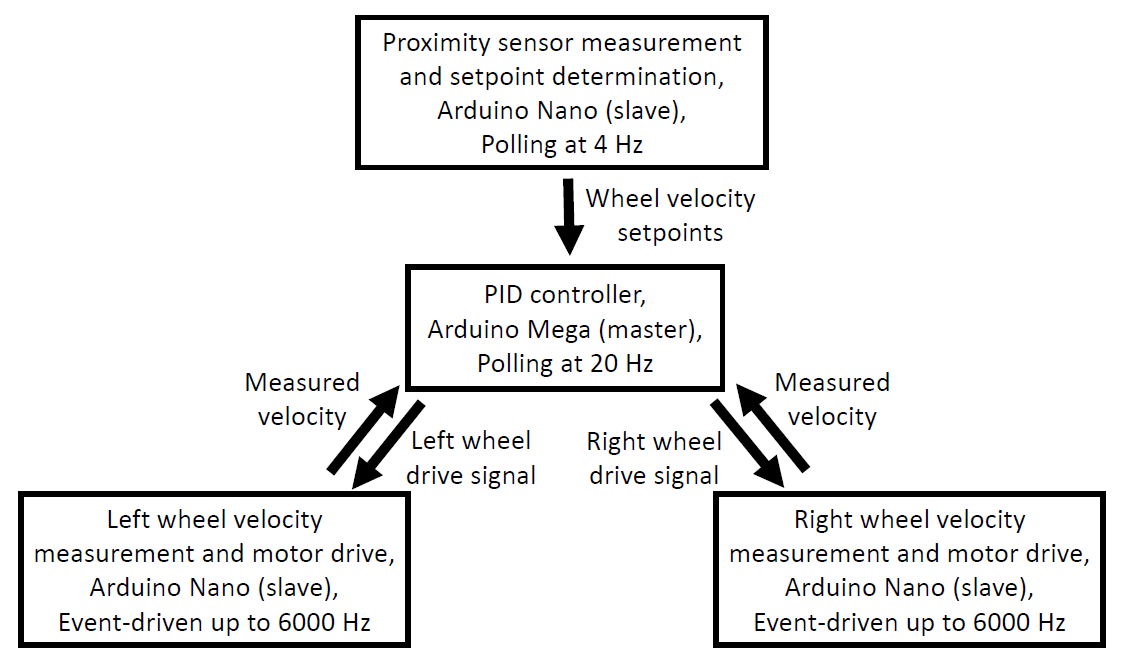 Proximity sensor measurement
and setpoint determination,
Arduino Nano (slave),
Polling at 4 Hz
Wheel velocity
setpoints
PID controller,
Arduino Mega (master),
Polling at 20 Hz
Measured
velocity
Left wheel
drive signal
Right wheel
drive signal
Measured
velocity
Left wheel velocity
measurement and motor drive,
Arduino Nano (slave),
Event-driven up to 6000 Hz
Right wheel velocity
measurement and motor drive,
Arduino Nano (slave),
Event-driven up to 6000 Hz